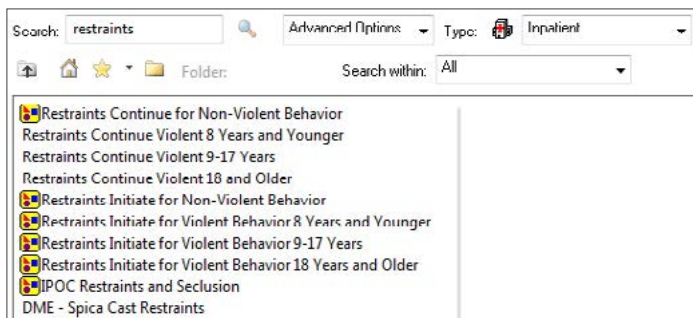 Search: restraints Advanced Options Type: Inpatient
Folder: Search within: All
Restraints Continue for Non-Violent Behavior
Restraints Continue Violent 8 Years and Younger
Restraints Continue Violent 9-17 Years
Restraints Continue Violent 18 and Older
Restraints Initiate for Non-Violent Behavior
Restraints Initiate for Violent Behavior 8 Years and Younger
Restraints Initiate for Violent Behavior 9-17 Years
Restraints Initiate for Violent Behavior 18 Years and Older
IPOC Restraints and Seclusion
DME - Spica Cast Restraints